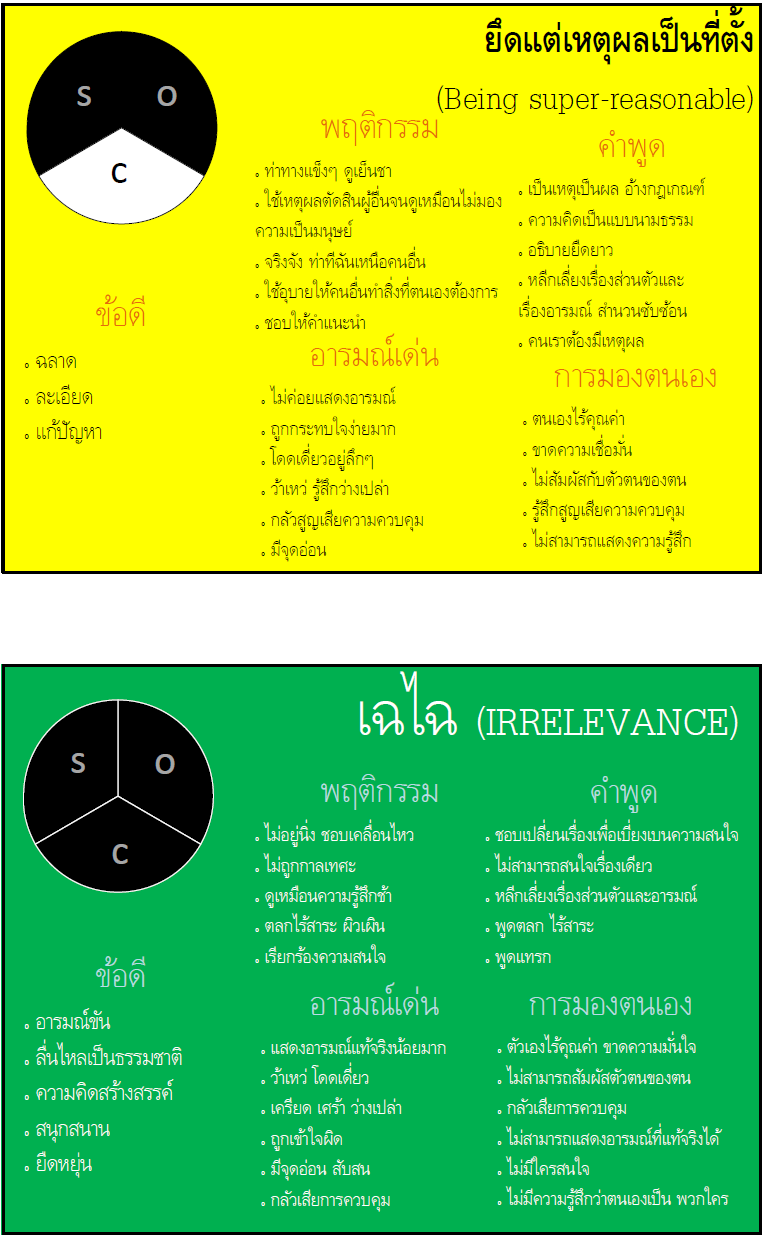 ยึดแต่เหตุผลเป็นที่ตั้ง
(Being super-reasonable)
S O
C
พฤติกรรม
• ท่าทางแข็งๆ ดูเย็นชา
• ใช้เหตุผลตัดสินผู้อื่นจนดูเหมือนไม่มอง
ความเป็นมนุษย์
• จริงจัง ท่าทีฉันเหนือคนอื่น
• ใช้อุบายให้คนอื่นทำสิ่งที่ตนเองต้องการ
• ชอบให้คำแนะนำ
คำพูด
• เป็นเหตุเป็นผล อ้างกฎเกณฑ์
• ความคิดเป็นแบบนามธรรม
• อธิบายยืดยาว
• หลีกเลี่ยงเรื่องส่วนตัวและ
เรื่องอารมณ์ สำนวนซับซ้อน
• คนเราต้องมีเหตุผล
ข้อดี
• ฉลาด
• ละเอียด
• แก้ปัญหา
อารมณ์เด่น
• ไม่ค่อยแสดงอารมณ์
• ถูกกระทบใจง่ายมาก
• โดดเดี่ยวอยู่ลึกๆ
• ว้าเหว่ รู้สึกว่างเปล่า
• กลัวสูญเสียความควบคุม
• มีจุดอ่อน
การมองตนเอง
• ตนเองไร้คุณค่า
• ขาดความเชื่อมั่น
• ไม่สัมผัสกับตัวตนของตน
• รู้สึกสูญเสียความควบคุม
• ไม่สามารถแสดงความรู้สึก
เฉไฉ (IRRELEVANCE)
S O
C
พฤติกรรม
• ไม่อยู่นิ่ง ชอบเคลื่อนไหว
• ไม่ถูกกาลเทศะ
• ดูเหมือนความรู้สึกช้า
• ตลกไร้สาระ ผิวเผิน
• เรียกร้องความสนใจ
คำพูด
• ชอบเปลี่ยนเรื่องเพื่อเบี่ยงเบนความสนใจ
• ไม่สามารถสนใจเรื่องเดียว
• หลีกเลี่ยงเรื่องส่วนตัวและอารมณ์
• พูดตลก ไร้สาระ
• พูดแทรก
ข้อดี
• อารมณ์ขัน
• ลื่นไหลเป็นธรรมชาติ
• ความคิดสร้างสรรค์
• สนุกสนาน
• ยืดหยุ่น
อารมณ์เด่น
• แสดงอารมณ์แท้จริงน้อยมาก
• ว้าเหว่ โดดเดี่ยว
• เครียด เศร้า ว่างเปล่า
• ถูกเข้าใจผิด
• มีจุดอ่อน สับสน
• กลัวเสียการควบคุม
การมองตนเอง
• ตัวเองไร้คุณค่า ขาดความมั่นใจ
• ไม่สามารถสัมผัสตัวตนของตน
• กลัวเสียการควบคุม
• ไม่สามารถแสดงอารมณ์ที่แท้จริงได้
• ไม่มีใครสนใจ
• ไม่มีความรู้สึกว่าตนเองเป็น พวกใคร